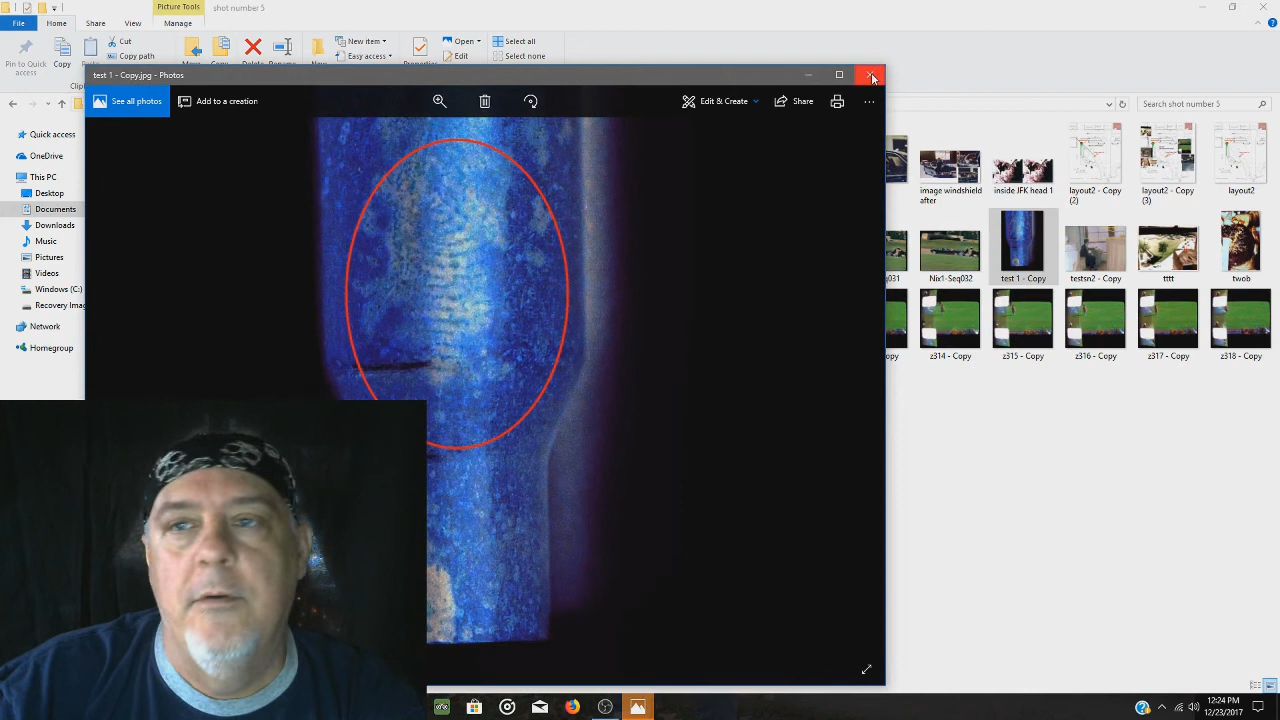 Picture Tools
shot number 5
File
Home
Share
View
Manage
Pin to Quick
access
Copy
Cut
Copy path
New item
Easy access
Open
Edit
Select all
Select none
test 1 - Copy.jpg - Photos
See all photos
Add to a creation
Edit & Create
Share
Search shot number 5
Quick access
OneDrive
This PC
Desktop
Documents
Downloads
Music
Pictures
Videos
Windows (C:)
Recovery Imag
Network
Homegroup
image windshield
after
inside JFK head 1
layout2 - Copy
(2)
layout2 - Copy
(3)
layout2
Nix1-Seq032
test 1 - Copy
testsn2 - Copy
tttt
twob
z314 - Copy
z315 - Copy
z316 - Copy
z317 - Copy
z318 - Copy
12:24 PM
12/23/2017